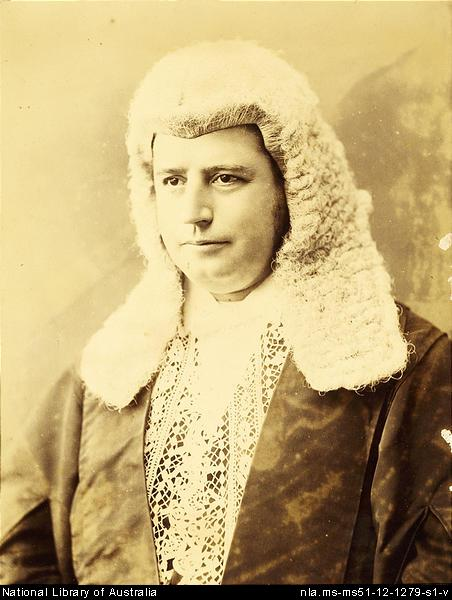 National Library of Australia
nla.ms-ms51-12-1279-s1-v